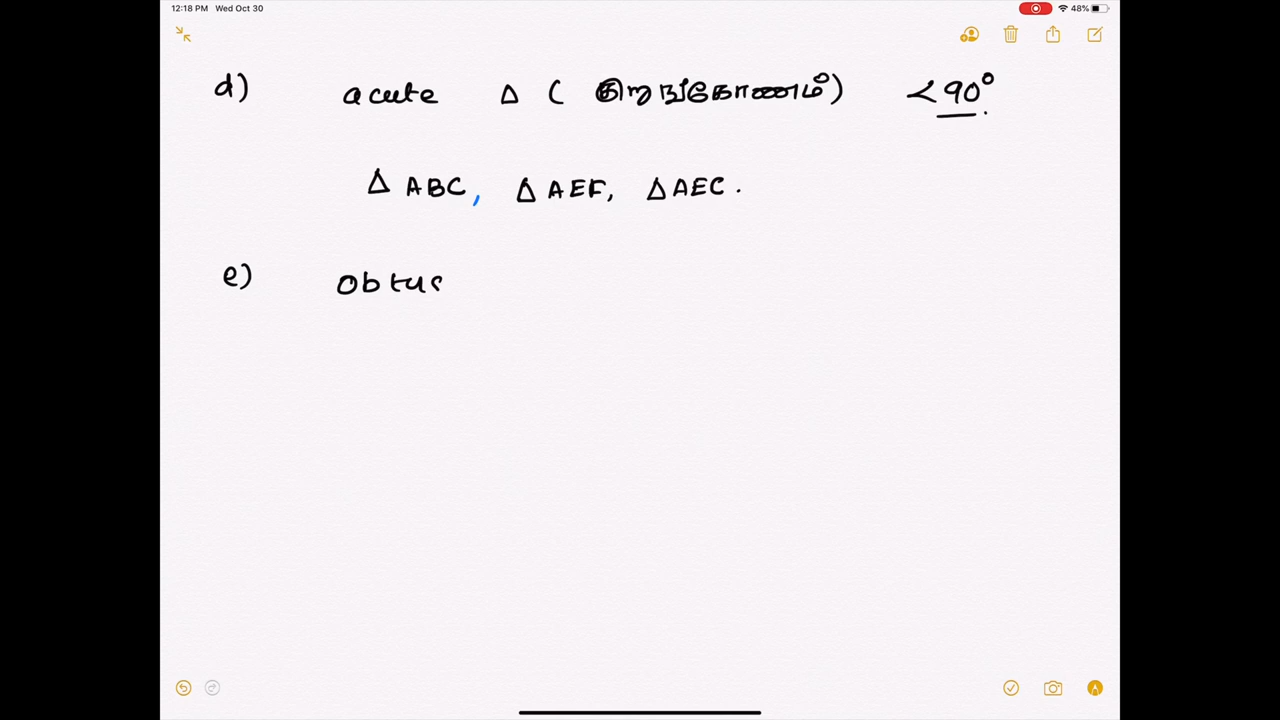 12:18 PM Wed Oct 30 48%
d) acute Δ ( குறுங்கோணம்) <90°.
Δ ABC, Δ AEF, Δ AEC.
e) obtus